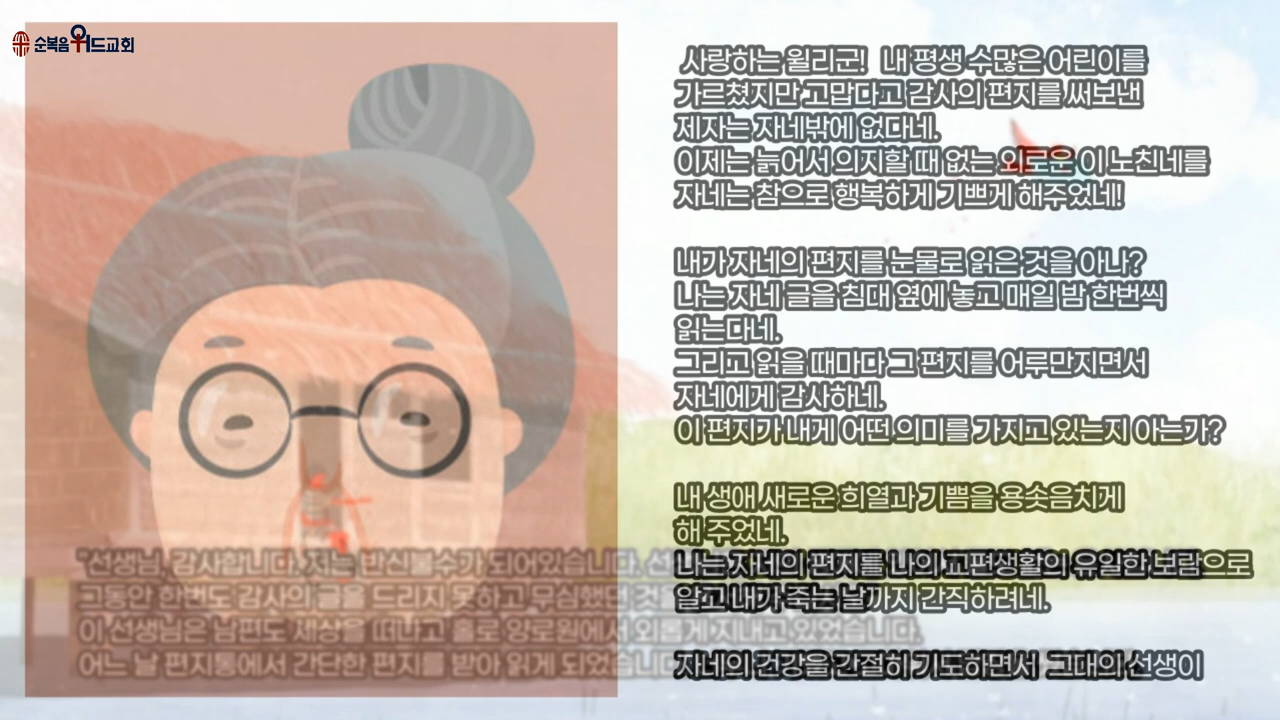 순복음위드교회
사랑하는 윌리군! 내 평생 수많은 어린이를
가르쳤지만 고맙다고 감사의 편지를 써보낸
제자는 자네밖에 없다네.
이제는 늙어서 의지할 때 없는 외로운 이 노친네를
자네는 참으로 행복하게 기쁘게 해주었네!
내가 자네의 편지를 눈물로 읽은 것을 아나?
나는 자네 글을 침대 옆에 놓고 매일 밤 한번씩
읽는다네.
그리고 읽을 때마다 그 편지를 어루만지면서
자네에게 감사하네.
이 편지가 내게 어떤 의미를 가지고 있는지 아는가?
내 생애 새로운 희열과 기쁨을 용솟음치게
해 주었네.
나는 자네의 편지를 나의 교편생활의 유일한 보람으로
알고 내가 죽는 날까지 간직하려네.
자네의 건강을 간절히 기도하면서 그대의 선생이
"선생님, 감사합니다. 저는 반신불수가 되어있습니다.
그동안 한번도 감사의 글을 드리지 못하고 무심했던 것을
이 선생님은 남편도 세상을 떠나고 홀로 양로원에서 외롭게 지내고 있었습니다.
어느 날 편지통에서 간단한 편지를 받아 읽게 되었습니다